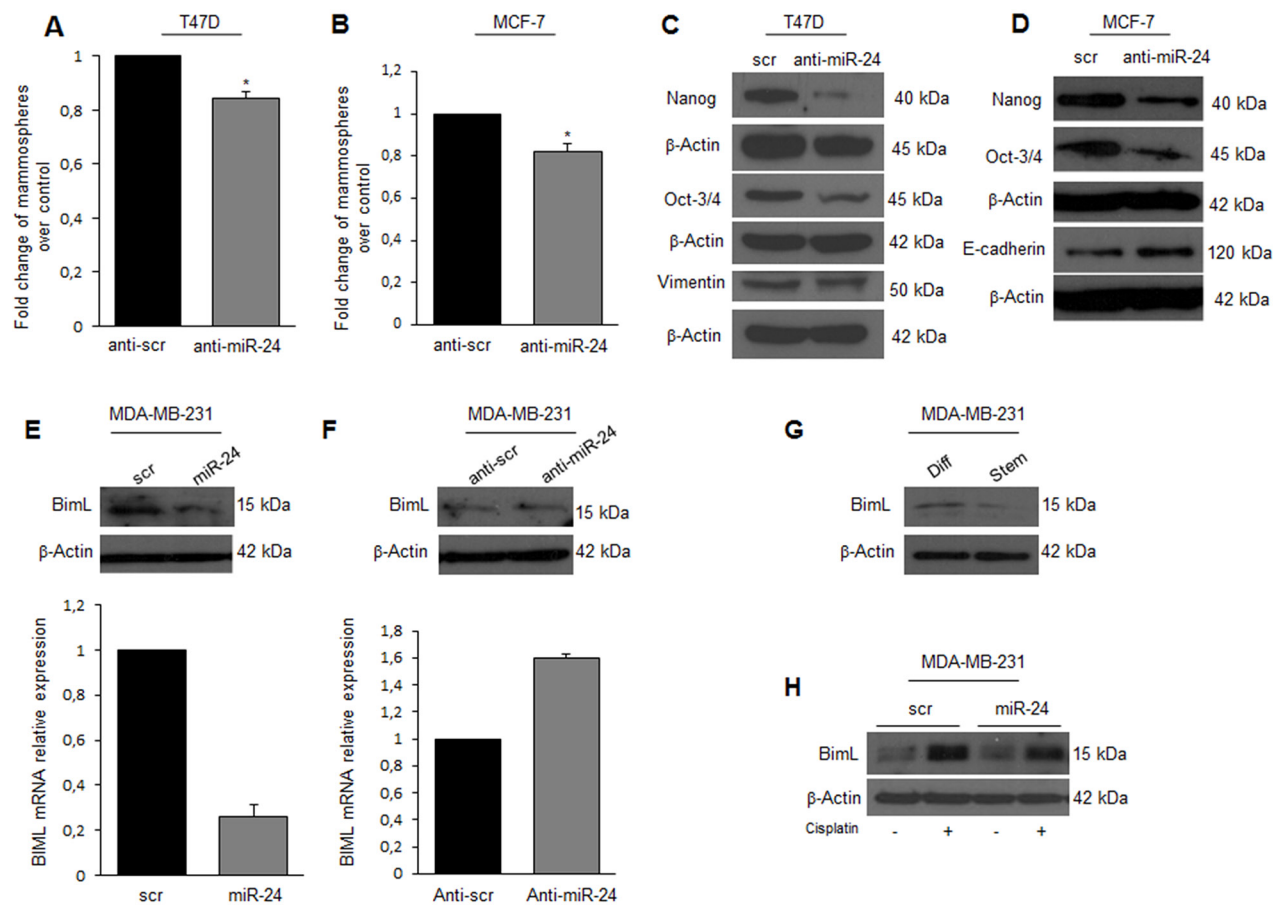 A
T47D
Fold change of mammospheres
over control
1
0,8
0,6
0,4
0,2
0
*
anti-scr
anti-miR-24
B
MCF-7
Fold change of mammospheres
over control
1,2
1
0,8
0,6
0,4
0,2
0
*
anti-scr
anti-miR-24
C
T47D
scr anti-miR-24
Nanog 40 kDa
β-Actin 45 kDa
Oct-3/4 45 kDa
β-Actin 42 kDa
Vimentin 50 kDa
β-Actin 42 kDa
D
MCF-7
scr anti-miR-24
Nanog 40 kDa
Oct-3/4 45 kDa
β-Actin 42 kDa
E-cadherin 120 kDa
β-Actin 42 kDa
E
MDA-MB-231
scr miR-24
BimL 15 kDa
β-Actin 42 kDa
BIML mRNA relative expression
1,2
1
0,8
0,6
0,4
0,2
0
scr miR-24
F
MDA-MB-231
anti-scr anti-miR-24
BimL 15 kDa
β-Actin 42 kDa
BIML mRNA relative expression
1,8
1,6
1,4
1,2
1
0,8
0,6
0,4
0,2
0
Anti-scr Anti-miR-24
G
MDA-MB-231
Diff Stem
BimL 15 kDa
β-Actin 42 kDa
H
MDA-MB-231
scr miR-24
BimL 15 kDa
β-Actin 42 kDa
Cisplatin - + - +